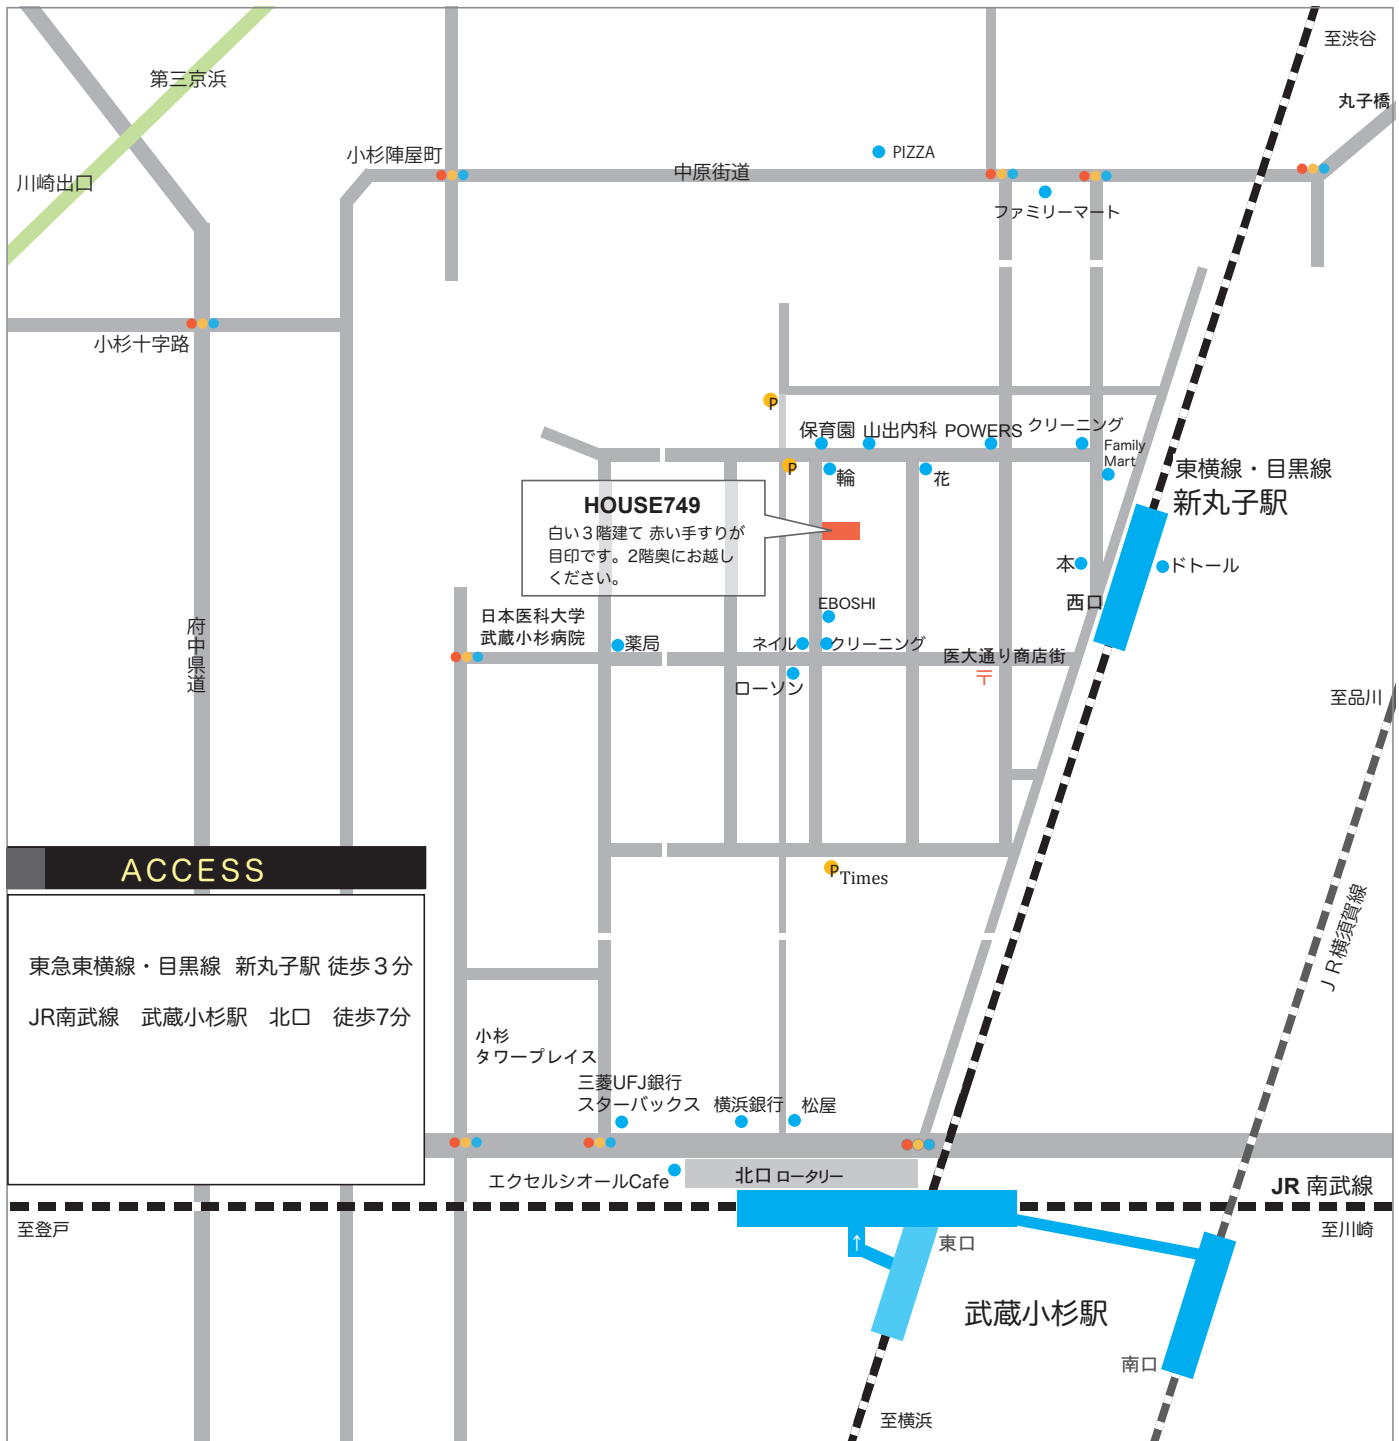 至渋谷
第三京浜
丸子橋
小杉陣屋町
PIZZA
中原街道
川崎出口
ファミリーマート
小杉十字路
P
保育園 山出内科 POWERS クリーニング
Family
Mart
P
輪
花
東横線・目黒線
新丸子駅
HOUSE749
白い３階建て 赤い手すりが
目印です。2階奥にお越し
ください。
本
ドトール
西口
EBOSHI
日本医科大学
武蔵小杉病院
薬局
ネイル
クリーニング
医大通り商店街
〒
ローソン
府中県道
至品川
ACCESS
P Times
JR横須賀線
東急東横線・目黒線 新丸子駅 徒歩３分
JR南武線　武蔵小杉駅　北口　徒歩7分
小杉
タワープレイス
三菱UFJ銀行
スターバックス
横浜銀行
松屋
エクセルシオールCafe
北口 ロータリー
JR 南武線
至登戸
↑
東口
至川崎
武蔵小杉駅
南口
至横浜